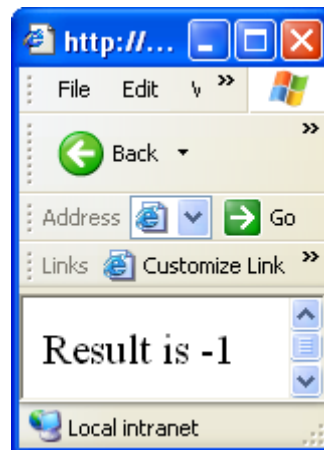 http://...
File Edit V »
Back »
Address Go
Links Customize Link »
Result is -1
Local intranet